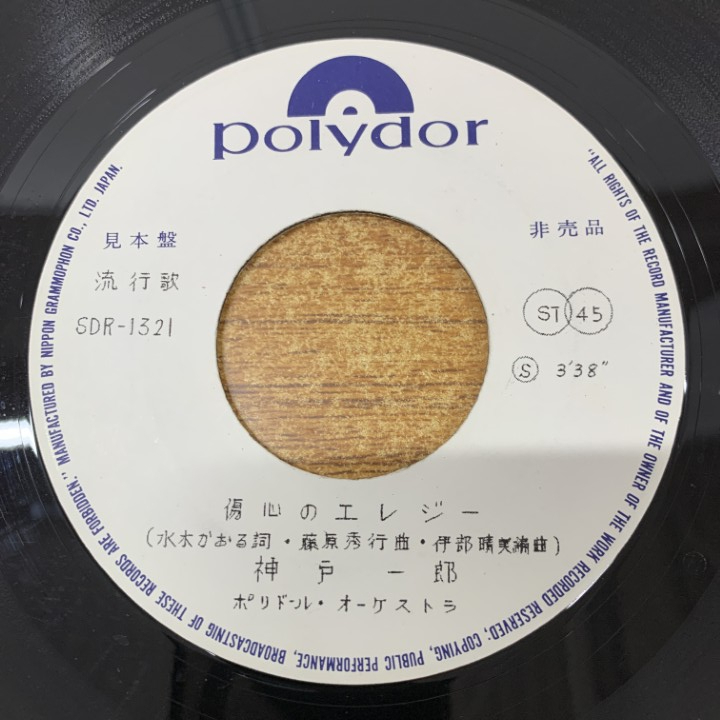 polydor
見本盤
非売品
流行歌
SDR-1321
ST 45
S 3'38"
傷心のエレジー
(水木かおる詞・藤原秀行曲・伊部晴美編曲)
神戸一郎
ポリドール・オーケストラ
"ALL RIGHTS OF THE RECORD MANUFACTURER AND OF THE OWNER OF THE WORK RECORDED RESERVED; COPYING, PUBLIC PERFORMANCE, BROADCASTNIG OF THESE RECORDS ARE FORBIDDEN." MANUFACTURED BY NIPPON GRAMMOPHON CO., LTD. JAPAN.